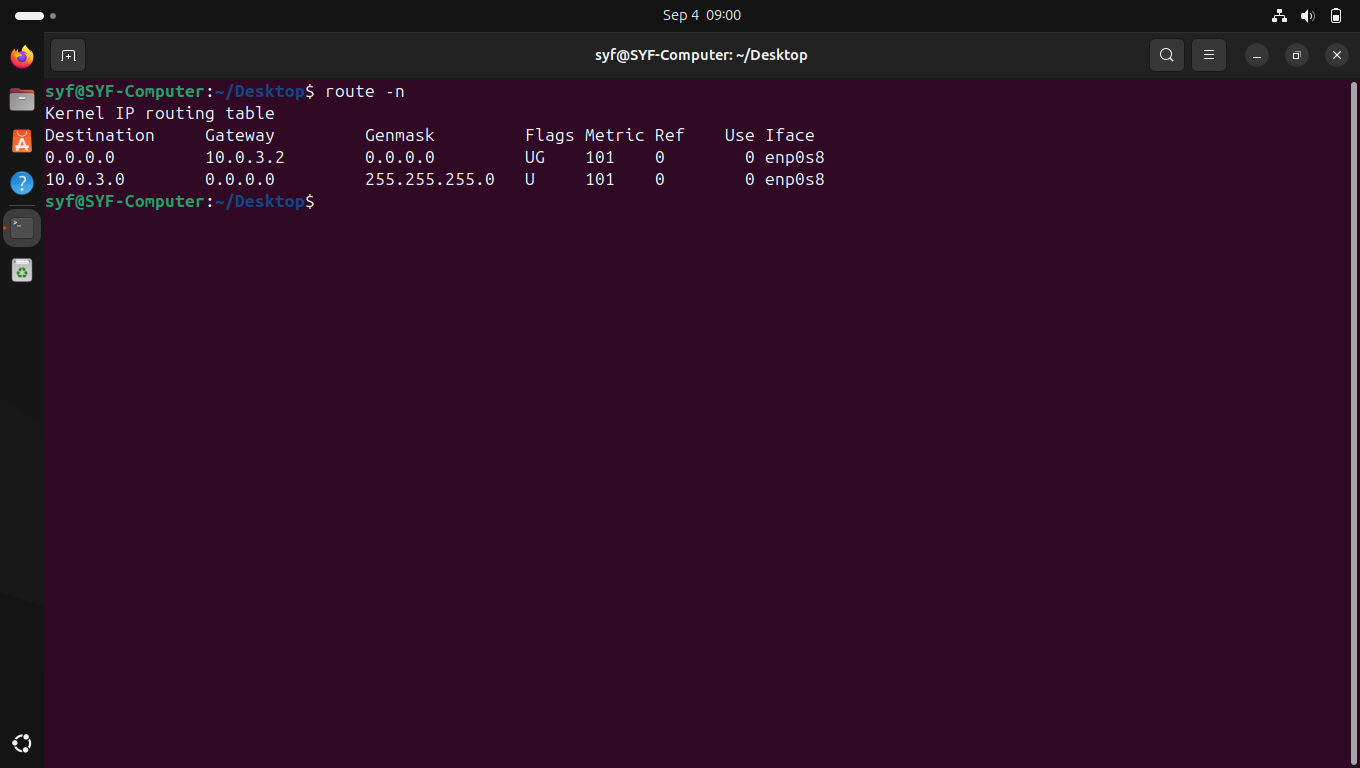 Sep 4 09:00
syf@SYF-Computer: ~/Desktop
syf@SYF-Computer:~/Desktop$ route -n
Kernel IP routing table
Destination     Gateway         Genmask         Flags Metric Ref    Use Iface
0.0.0.0         10.0.3.2        0.0.0.0         UG    101    0        0 enp0s8
10.0.3.0        0.0.0.0         255.255.255.0   U     101    0        0 enp0s8
syf@SYF-Computer:~/Desktop$